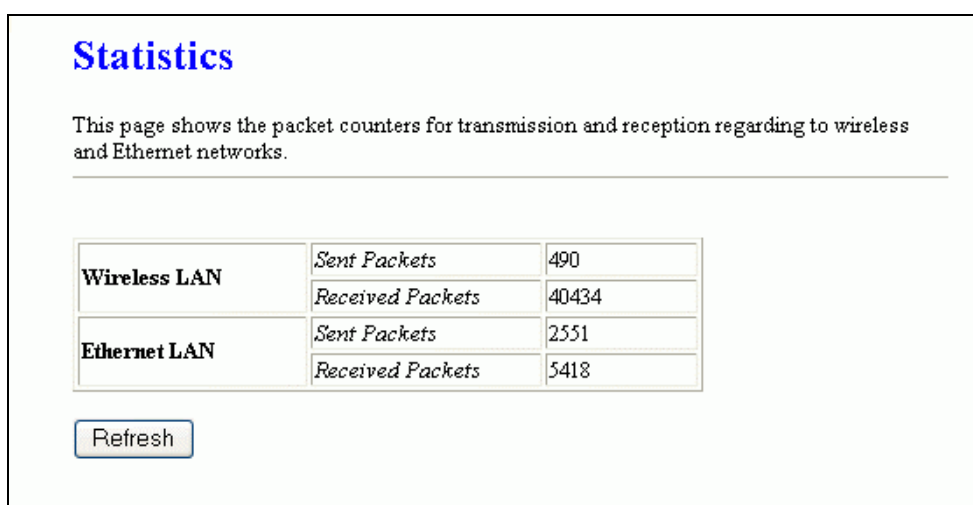 Statistics
This page shows the packet counters for transmission and reception regarding to wireless
and Ethernet networks.
Wireless LAN
Sent Packets 490
Received Packets 40434
Ethernet LAN
Sent Packets 2551
Received Packets 5418
Refresh